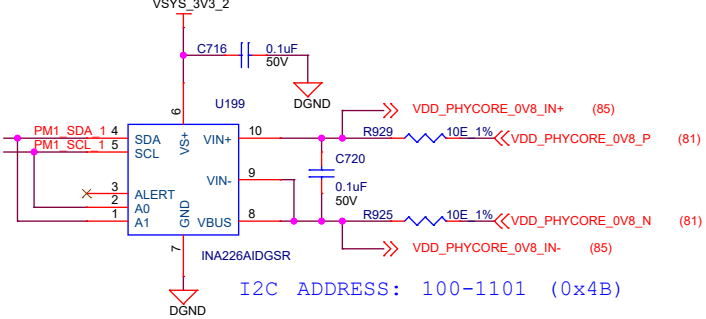 VSYS_3V3_2
C716 0.1uF
50V
DGND
U199
6
VS+
PM1_SDA_1 4 SDA
PM1_SCL_1 5 SCL
3 ALERT
2 A0
1 A1
GND
7
VIN+ 10
VIN- 9
VBUS 8
INA226AIDGSR
DGND
C720
0.1uF
50V
VDD_PHYCORE_0V8_IN+ (85)
R929 10E_1% VDD_PHYCORE_0V8_P (81)
R925 10E_1% VDD_PHYCORE_0V8_N (81)
VDD_PHYCORE_0V8_IN- (85)
I2C ADDRESS: 100-1101 (0x4B)